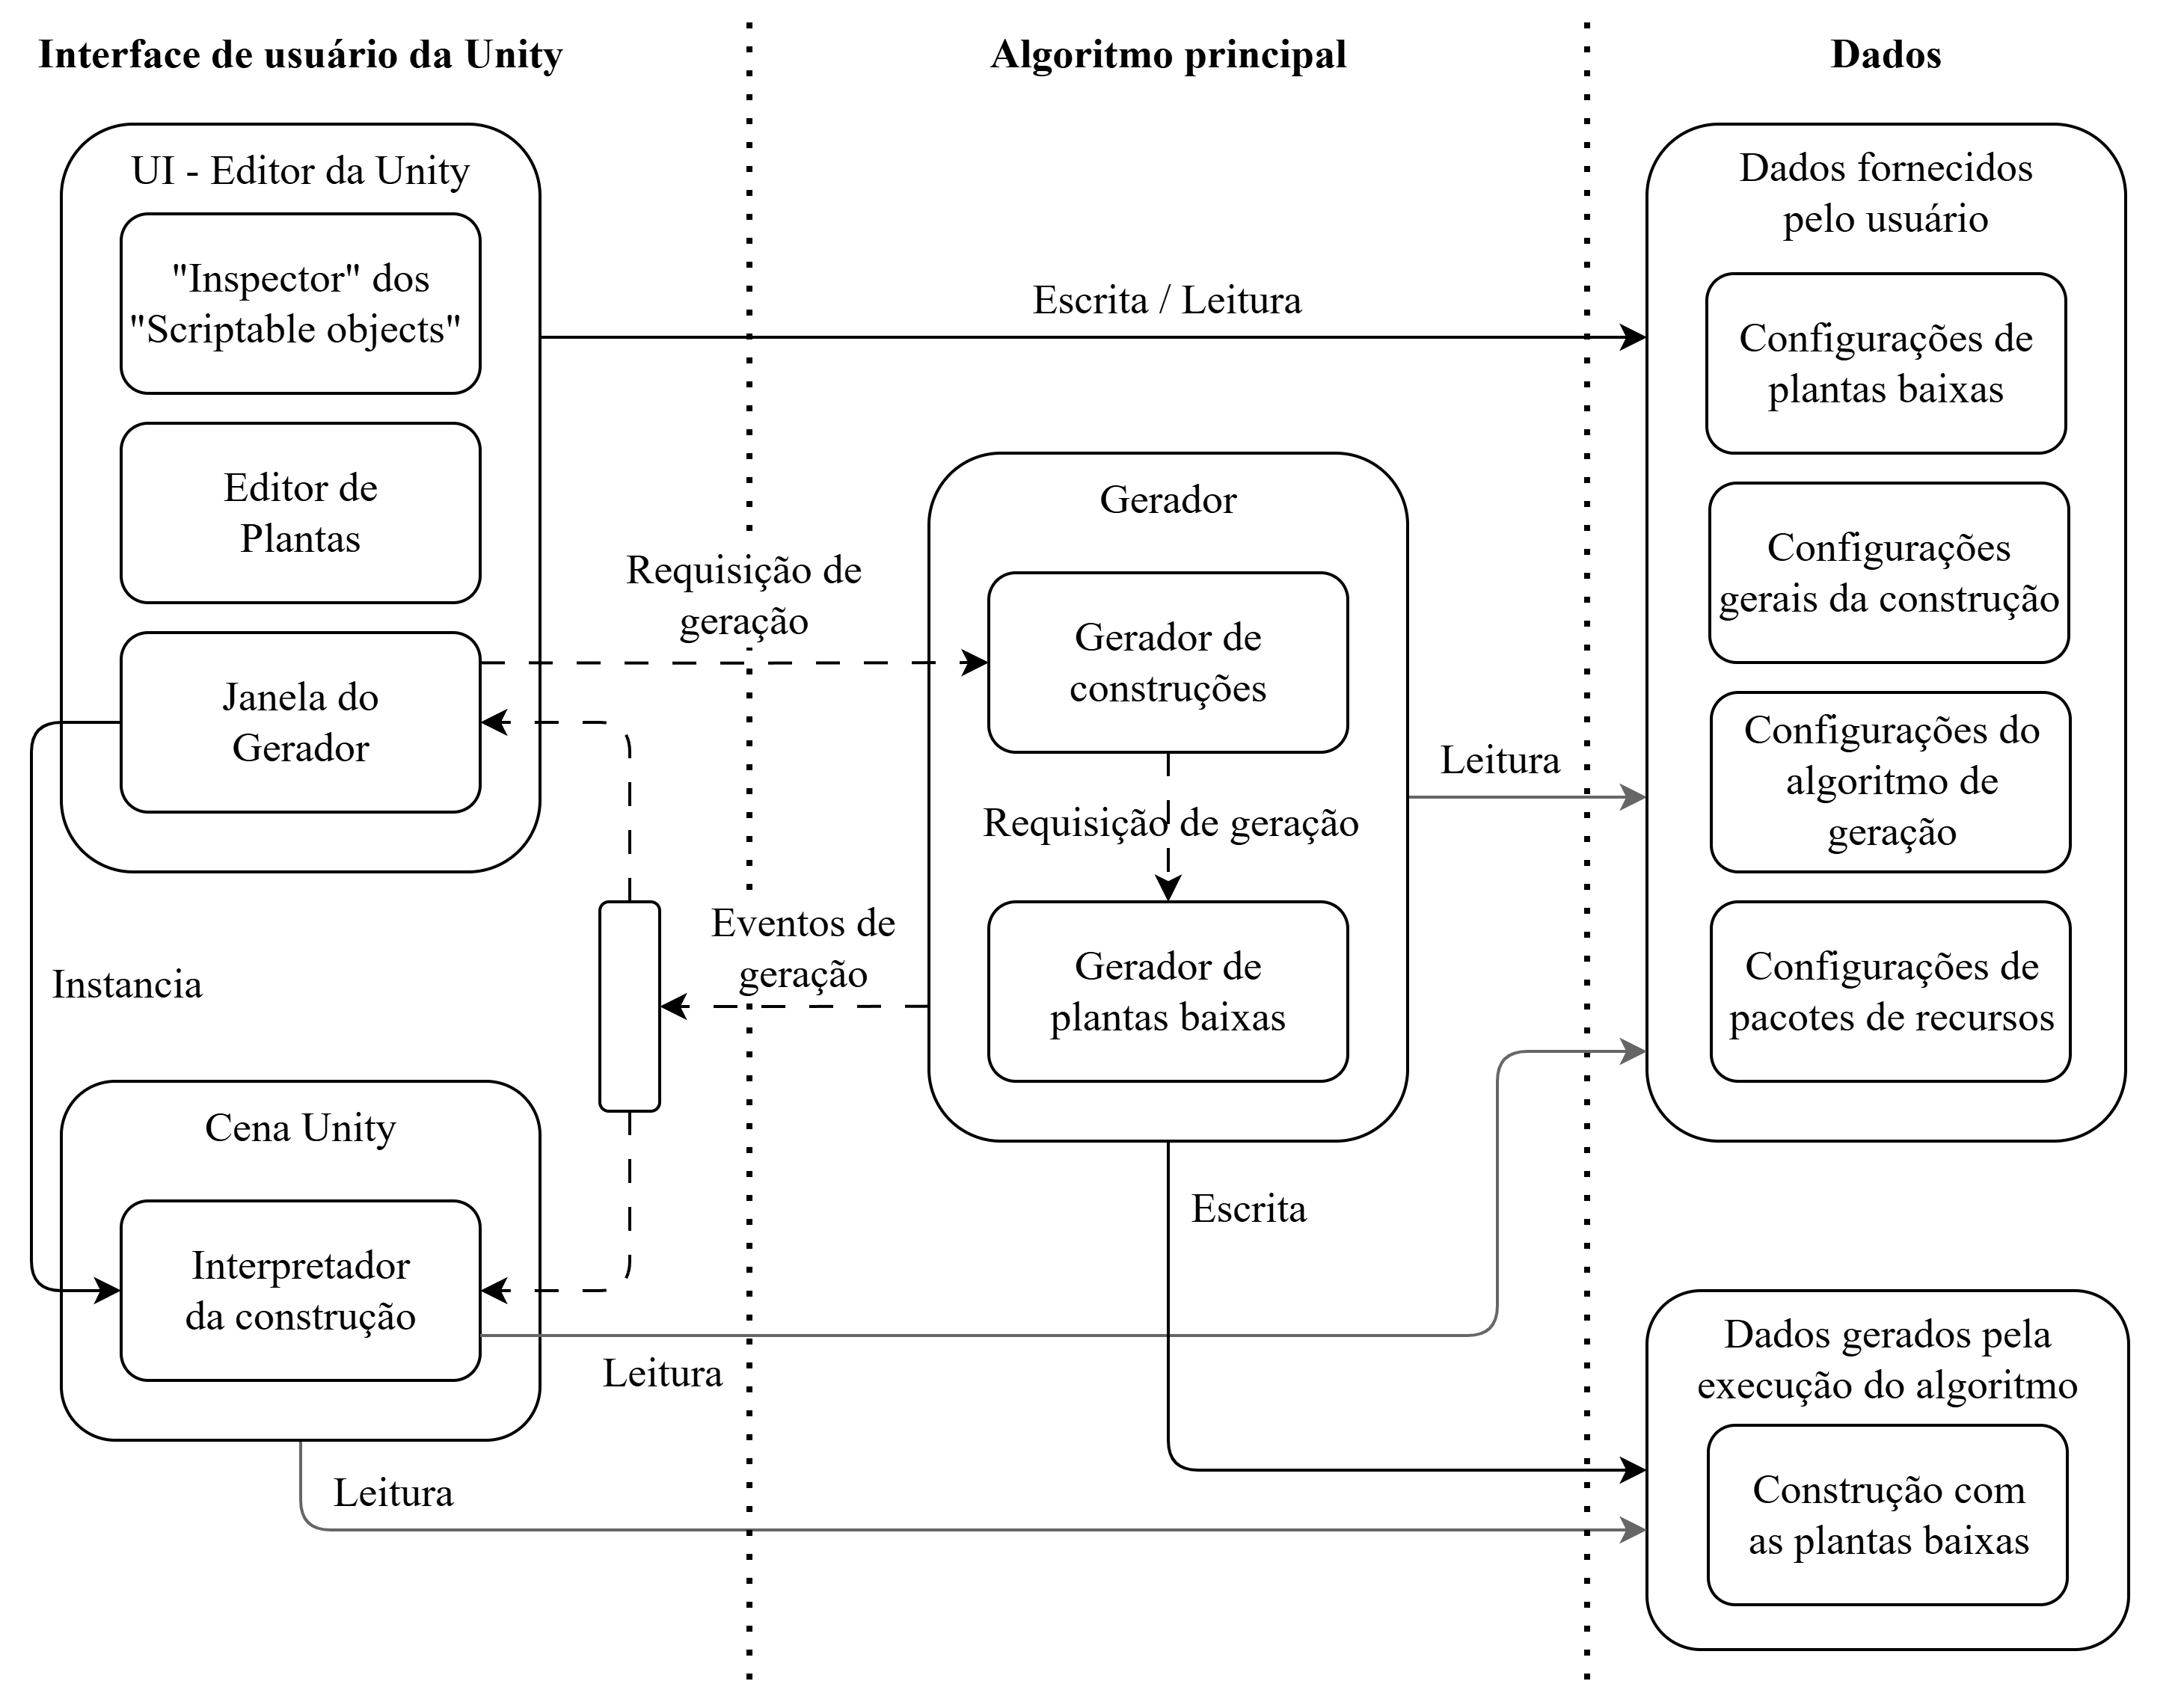 Interface de usuário da Unity
Algoritmo principal
Dados
UI - Editor da Unity
"Inspector" dos
"Scriptable objects"
Editor de
Plantas
Janela do
Gerador
Instancia
Cena Unity
Interpretador
da construção
Leitura
Leitura
Escrita / Leitura
Requisição de
geração
Eventos de
geração
Gerador
Gerador de
construções
Requisição de geração
Gerador de
plantas baixas
Leitura
Escrita
Dados fornecidos
pelo usuário
Configurações de
plantas baixas
Configurações
gerais da construção
Configurações do
algoritmo de
geração
Configurações de
pacotes de recursos
Dados gerados pela
execução do algoritmo
Construção com
as plantas baixas